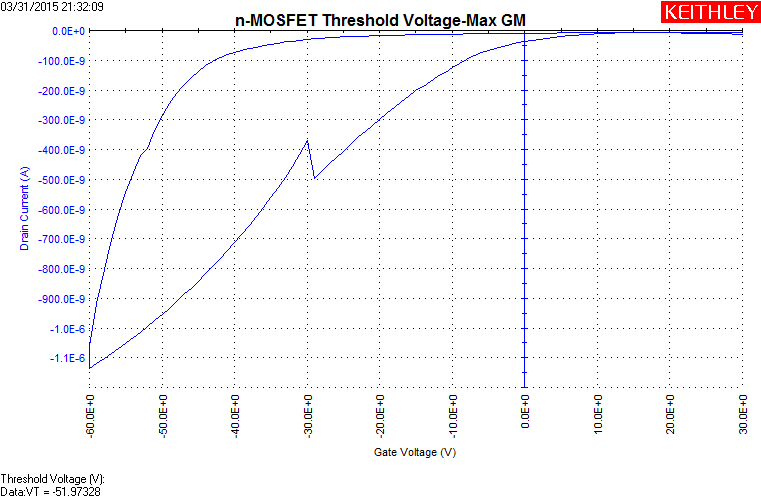 03/31/2015 21:32:09
n-MOSFET Threshold Voltage-Max GM
KEITHLEY
0.0E+0
-100.0E-9
-200.0E-9
-300.0E-9
-400.0E-9
-500.0E-9
-600.0E-9
-700.0E-9
-800.0E-9
-900.0E-9
-1.0E-6
-1.1E-6
Drain Current (A)
-60.0E+0
-50.0E+0
-40.0E+0
-30.0E+0
-20.0E+0
-10.0E+0
0.0E+0
10.0E+0
20.0E+0
30.0E+0
Gate Voltage (V)
Threshold Voltage (V):
Data:VT = -51.97328